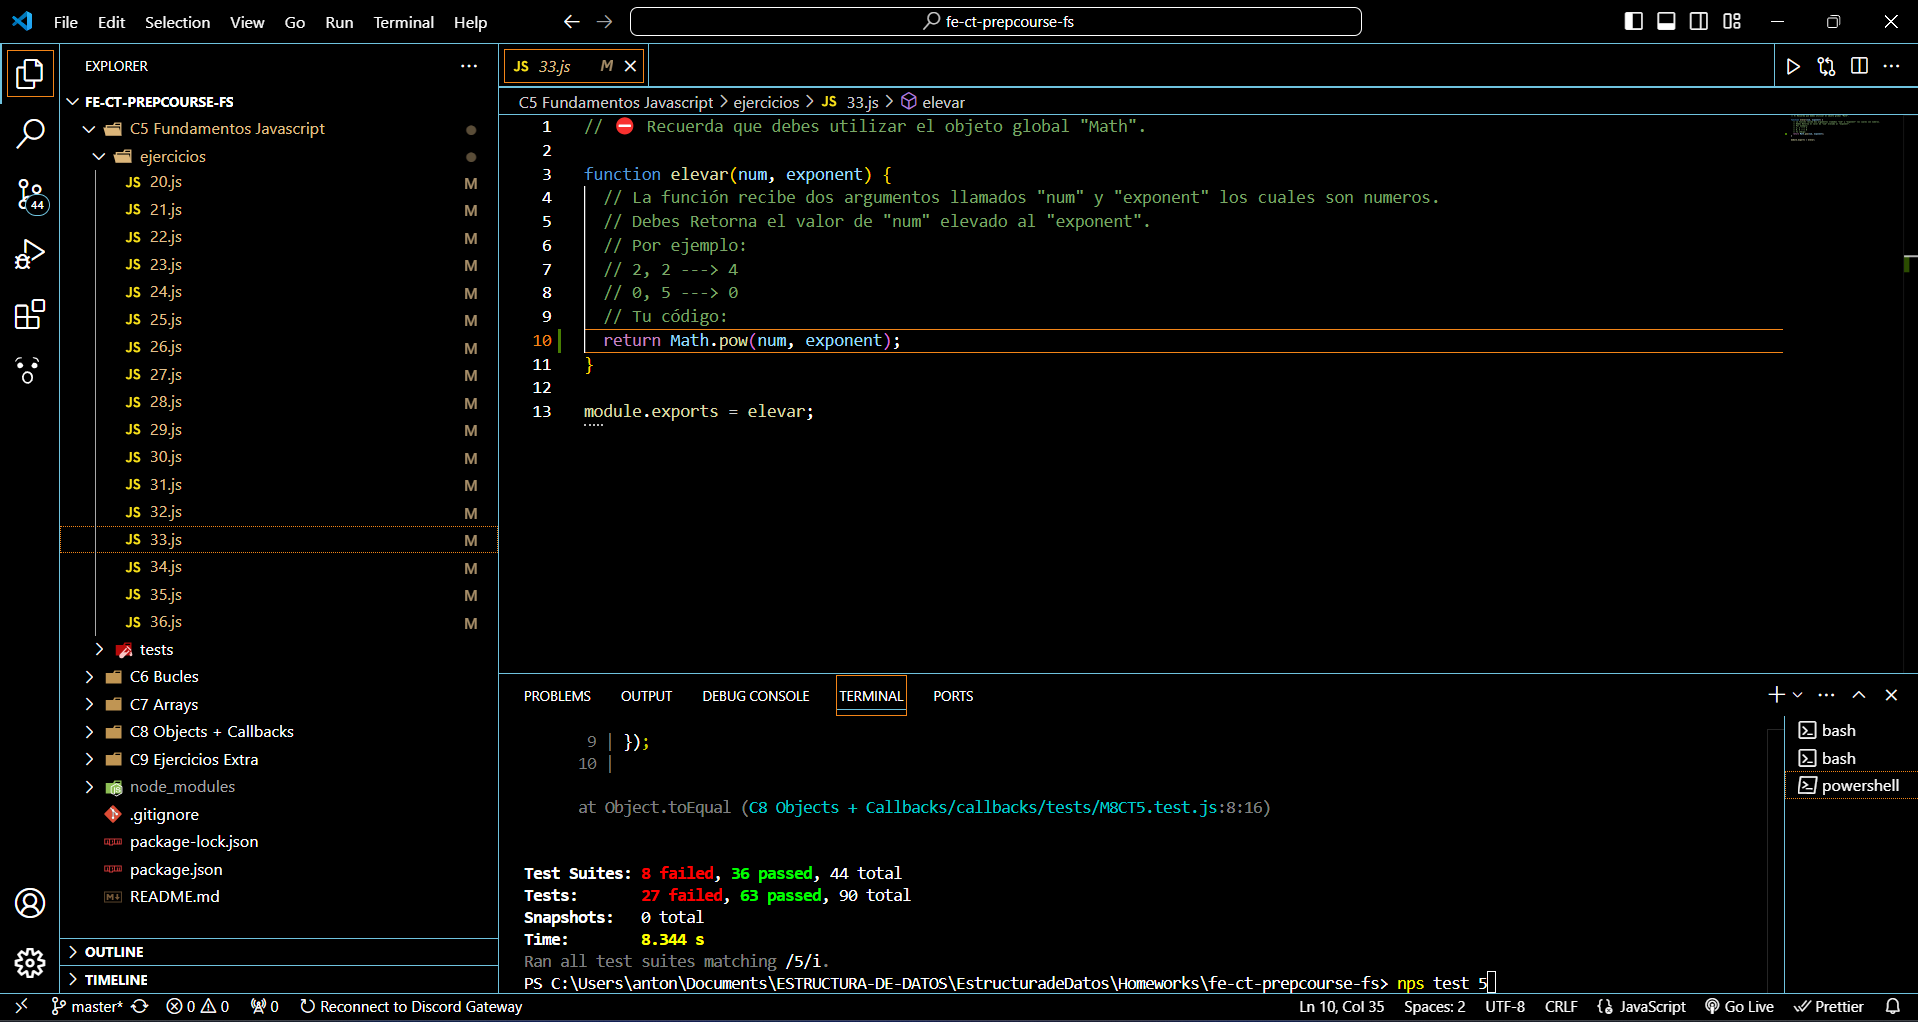 File Edit Selection View Go Run Terminal Help
fe-ct-prepcourse-fs
EXPLORER
FE-CT-PREPCOURSE-FS
C5 Fundamentos Javascript
ejercicios
JS 20.js M
JS 21.js M
JS 22.js M
JS 23.js M
JS 24.js M
JS 25.js M
JS 26.js M
JS 27.js M
JS 28.js M
JS 29.js M
JS 30.js M
JS 31.js M
JS 32.js M
JS 33.js M
JS 34.js M
JS 35.js M
JS 36.js M
tests
C6 Bucles
C7 Arrays
C8 Objects + Callbacks
C9 Ejercicios Extra
node_modules
.gitignore
package-lock.json
package.json
README.md
OUTLINE
TIMELINE
44
JS 33.js M
C5 Fundamentos Javascript > ejercicios > JS 33.js > elevar
1 // ⛔ Recuerda que debes utilizar el objeto global "Math".
2
3 function elevar(num, exponent) {
4 // La función recibe dos argumentos llamados "num" y "exponent" los cuales son numeros.
5 // Debes Retorna el valor de "num" elevado al "exponent".
6 // Por ejemplo:
7 // 2, 2 ---> 4
8 // 0, 5 ---> 0
9 // Tu código:
10 return Math.pow(num, exponent);
11 }
12
13 module.exports = elevar;
PROBLEMS OUTPUT DEBUG CONSOLE TERMINAL PORTS
9 | });
10 |
at Object.toEqual (C8 Objects + Callbacks/callbacks/tests/M8CT5.test.js:8:16)
Test Suites: 8 failed, 36 passed, 44 total
Tests: 27 failed, 63 passed, 90 total
Snapshots: 0 total
Time: 8.344 s
Ran all test suites matching /5/i.
PS C:\Users\anton\Documents\ESTRUCTURA-DE-DATOS\EstructuradeDatos\Homeworks\fe-ct-prepcourse-fs> nps test 5
bash
bash
powershell
master* 0 0 0 Reconnect to Discord Gateway Ln 10, Col 35 Spaces: 2 UTF-8 CRLF {} JavaScript Go Live Prettier